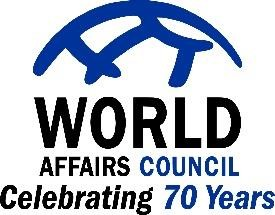 WORLD
AFFAIRS COUNCIL
Celebrating 70 Years